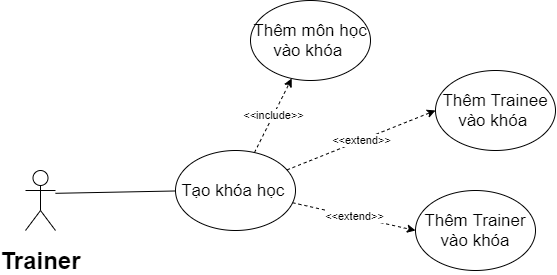 Thêm môn học
vào khóa
<<include>>
Thêm Trainee
vào khóa
<<extend>>
Tạo khóa học
<<extend>>
Thêm Trainer
vào khóa
Trainer